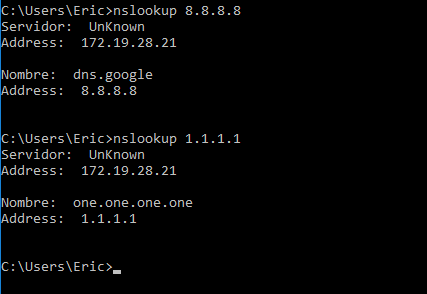 C:\Users\Eric>nslookup 8.8.8.8
Servidor:  UnKnown
Address:  172.19.28.21
Nombre:  dns.google
Address:  8.8.8.8
C:\Users\Eric>nslookup 1.1.1.1
Servidor:  UnKnown
Address:  172.19.28.21
Nombre:  one.one.one.one
Address:  1.1.1.1
C:\Users\Eric>